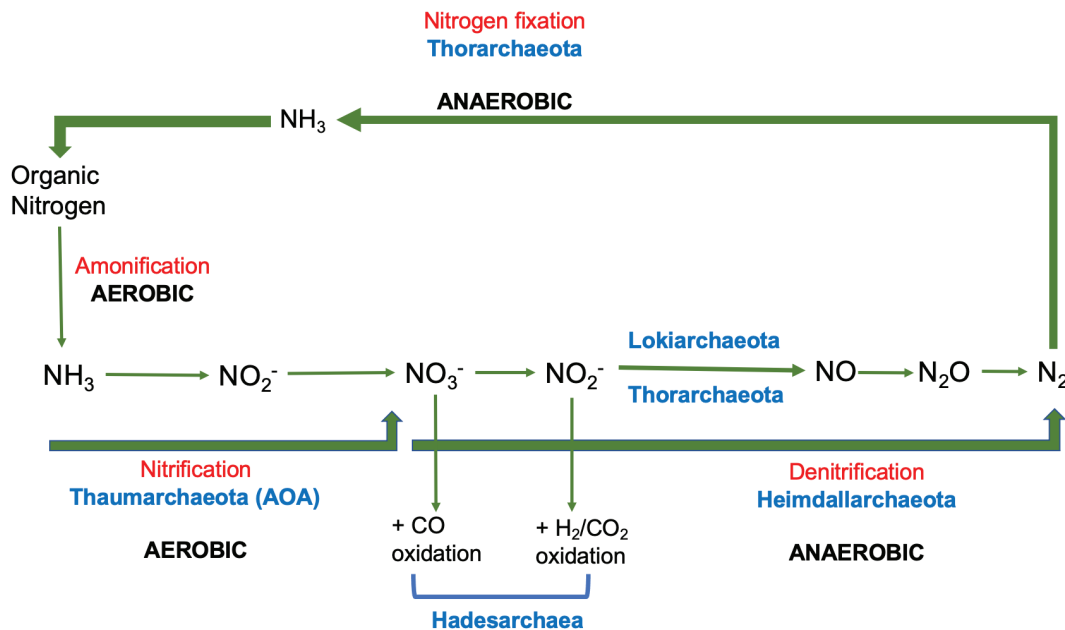 Nitrogen fixation
Thorarchaeota
ANAEROBIC
NH₃
Organic
Nitrogen
Amonification
AEROBIC
Lokiarchaeota
NH₃ NO₂⁻ NO₃⁻ NO₂⁻ NO N₂O N₂
Thorarchaeota
Nitrification
Thaumarchaeota (AOA)
AEROBIC
Denitrification
Heimdallarchaeota
ANAEROBIC
+ CO
oxidation
+ H₂/CO₂
oxidation
Hadesarchaea